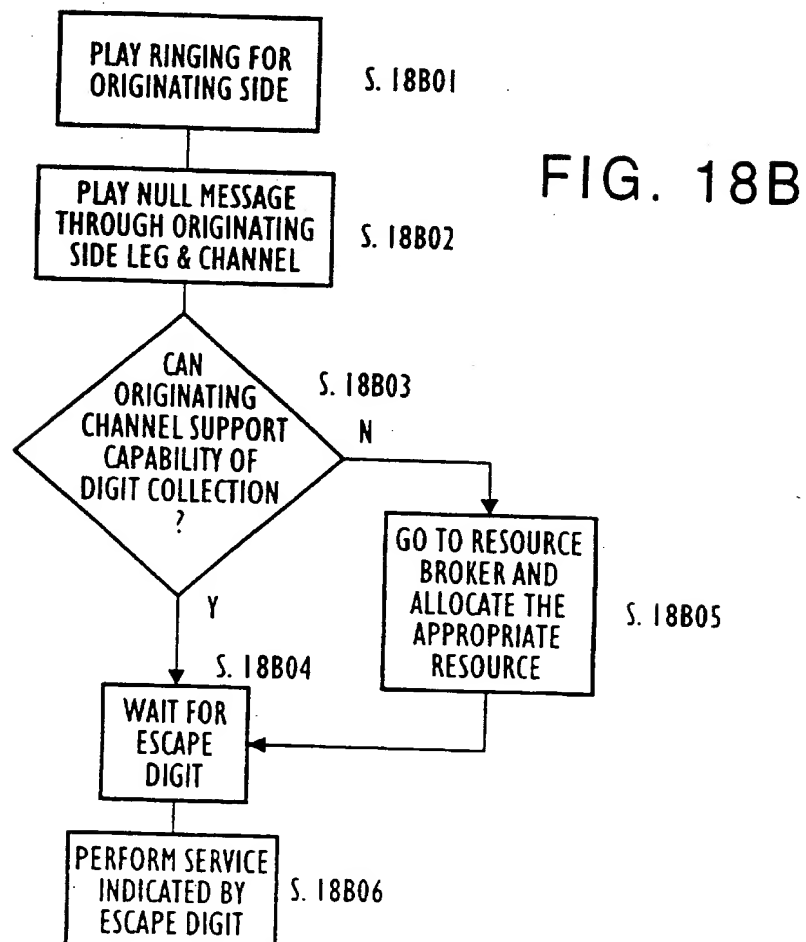 PLAY RINGING FOR
ORIGINATING SIDE
S. 18B01
FIG. 18B
PLAY NULL MESSAGE
THROUGH ORIGINATING
SIDE LEG & CHANNEL
S. 18B02
CAN
ORIGINATING
CHANNEL SUPPORT
CAPABILITY OF
DIGIT COLLECTION
?
S. 18B03
N
Y
GO TO RESOURCE
BROKER AND
ALLOCATE THE
APPROPRIATE
RESOURCE
S. 18B05
S. 18B04
WAIT FOR
ESCAPE
DIGIT
PERFORM SERVICE
INDICATED BY
ESCAPE DIGIT
S. 18B06